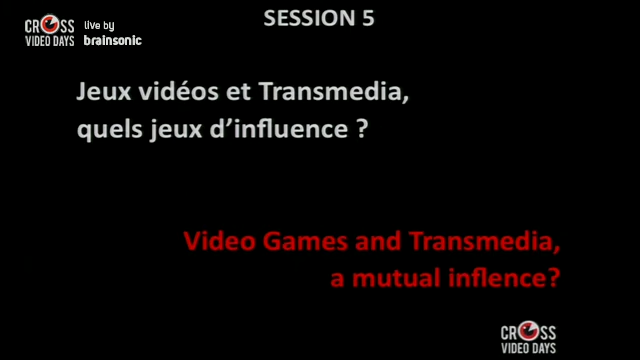 SESSION 5
CROSS
VIDEO DAYS
live by
brainsonic
Jeux vidéos et Transmedia,
quels jeux d'influence ?
Video Games and Transmedia,
a mutual inflence?
CROSS
VIDEO DAYS